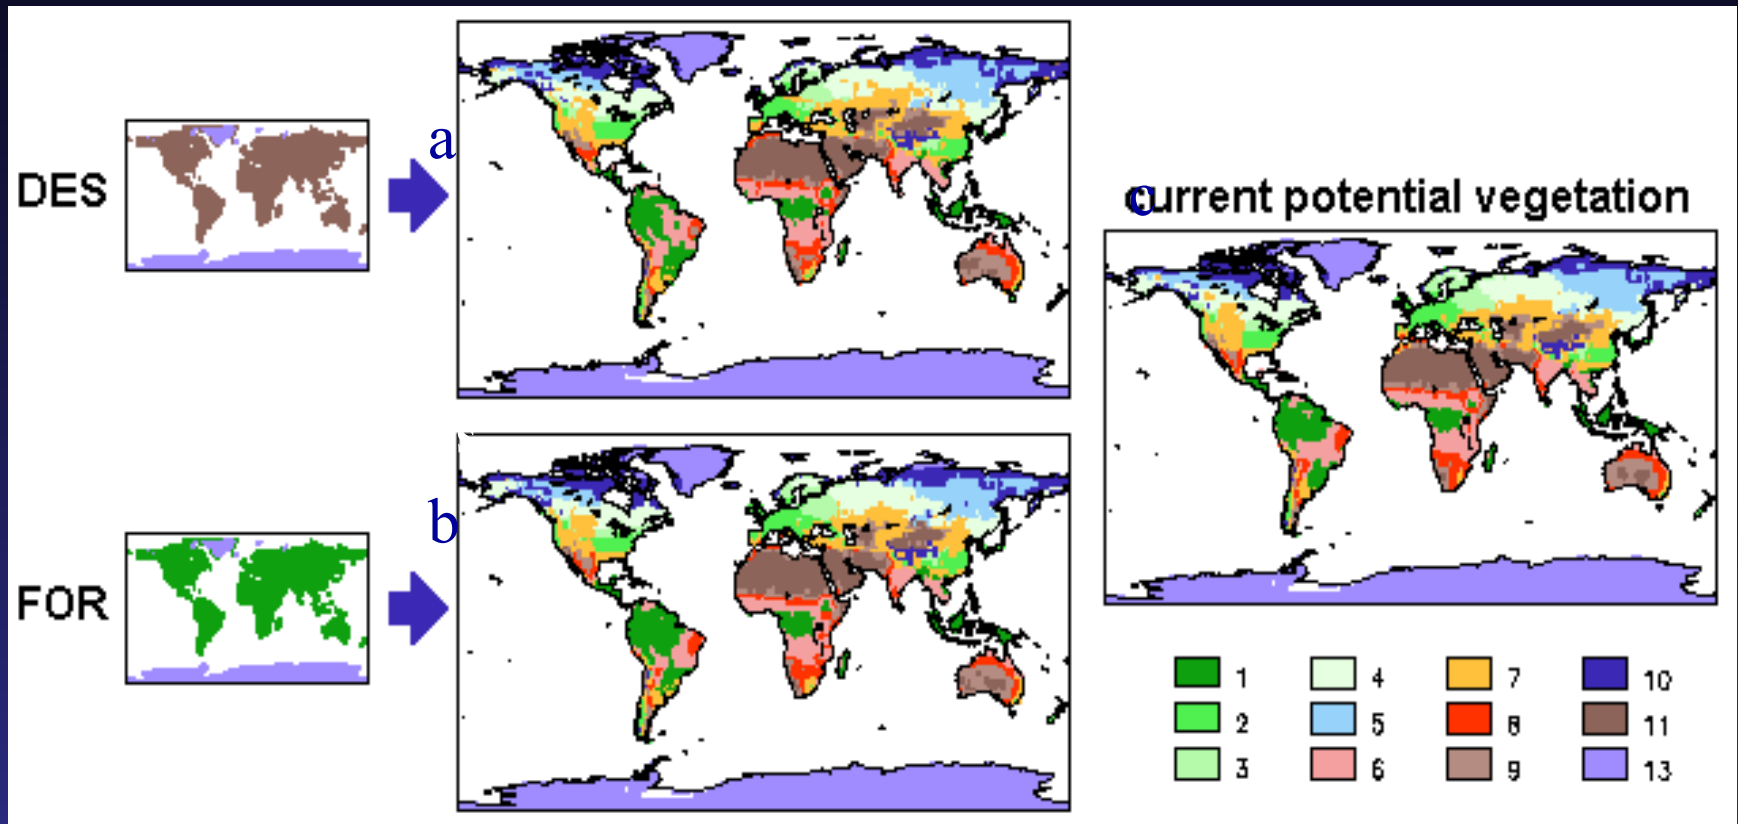 a
DES
c
current potential vegetation
b
FOR
1 4 7 10
2 5 8 11
3 6 9 13